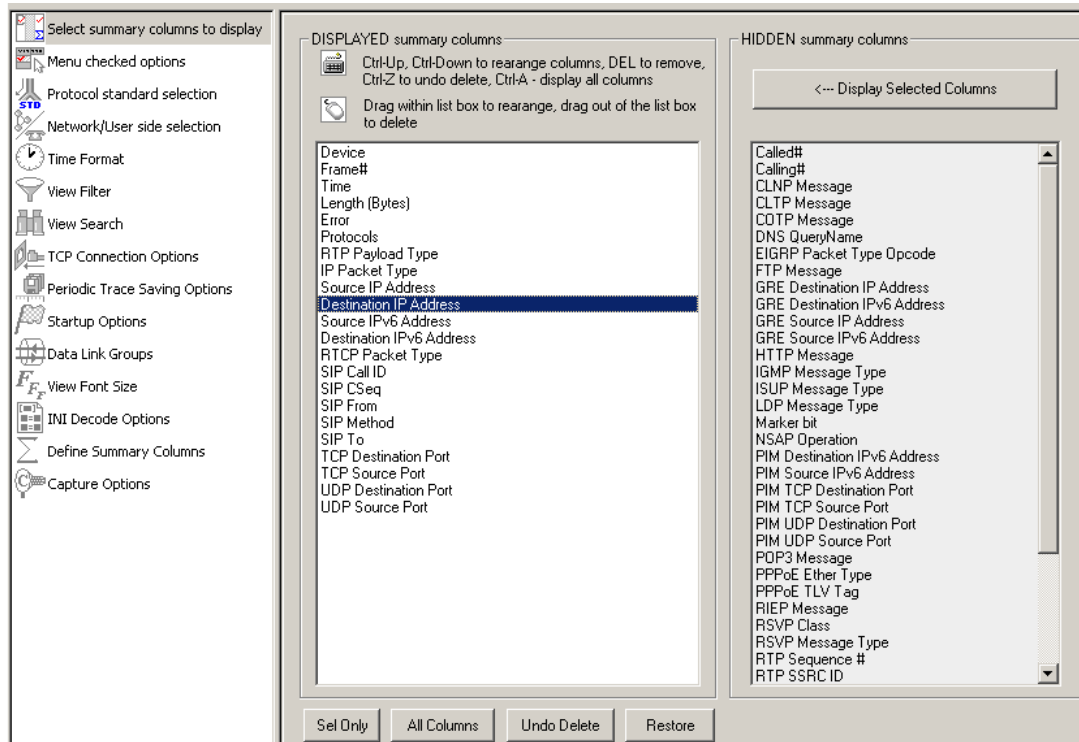 Select summary columns to display
Menu checked options
Protocol standard selection
STD
Network/User side selection
Time Format
View Filter
View Search
TCP Connection Options
Periodic Trace Saving Options
Startup Options
Data Link Groups
View Font Size
INI Decode Options
Define Summary Columns
Capture Options
DISPLAYED summary columns
Ctrl-Up, Ctrl-Down to rearange columns, DEL to remove,
Ctrl-Z to undo delete, Ctrl-A - display all columns
Drag within list box to rearange, drag out of the list box
to delete
Device
Frame#
Time
Length (Bytes)
Error
Protocols
RTP Payload Type
IP Packet Type
Source IP Address
Destination IP Address
Source IPv6 Address
Destination IPv6 Address
RTCP Packet Type
SIP Call ID
SIP CSeq
SIP From
SIP Method
SIP To
TCP Destination Port
TCP Source Port
UDP Destination Port
UDP Source Port
Sel Only
All Columns
Undo Delete
Restore
HIDDEN summary columns
<--- Display Selected Columns
Called#
Calling#
CLNP Message
CLTP Message
COTP Message
DNS QueryName
EIGRP Packet Type Opcode
FTP Message
GRE Destination IP Address
GRE Destination IPv6 Address
GRE Source IP Address
GRE Source IPv6 Address
HTTP Message
IGMP Message Type
ISUP Message Type
LDP Message Type
Marker bit
NSAP Operation
PIM Destination IPv6 Address
PIM Source IPv6 Address
PIM TCP Destination Port
PIM TCP Source Port
PIM UDP Destination Port
PIM UDP Source Port
POP3 Message
PPPoE Ether Type
PPPoE TLV Tag
RIEP Message
RSVP Class
RSVP Message Type
RTP Sequence #
RTP SSRC ID